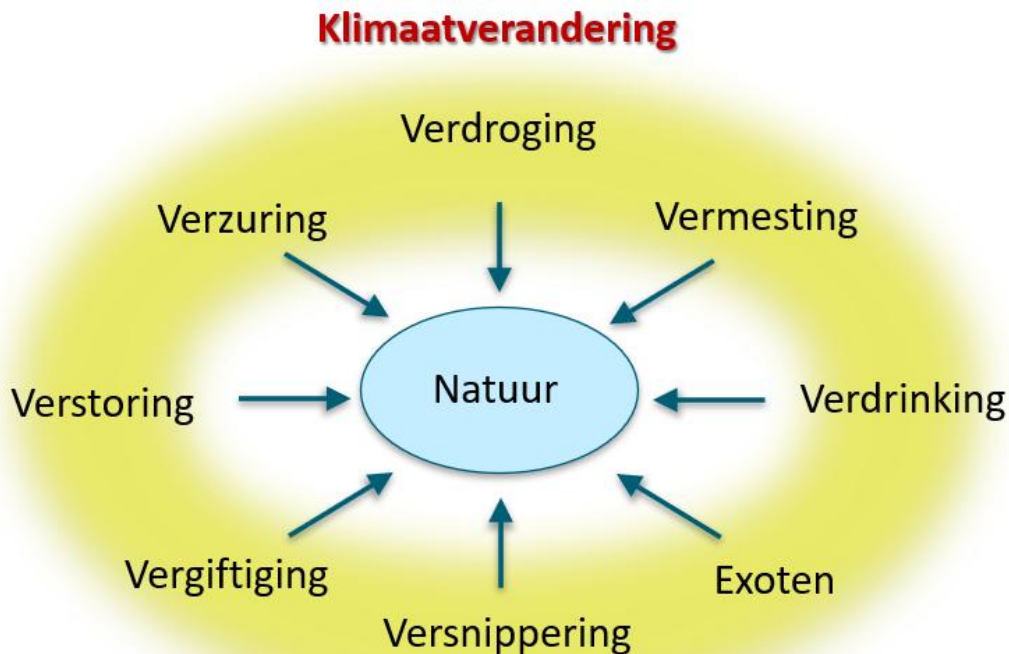 Klimaatverandering
Verdroging
Verzuring
Vermesting
Verstoring
Natuur
Verdrinking
Vergiftiging
Exoten
Versnippering